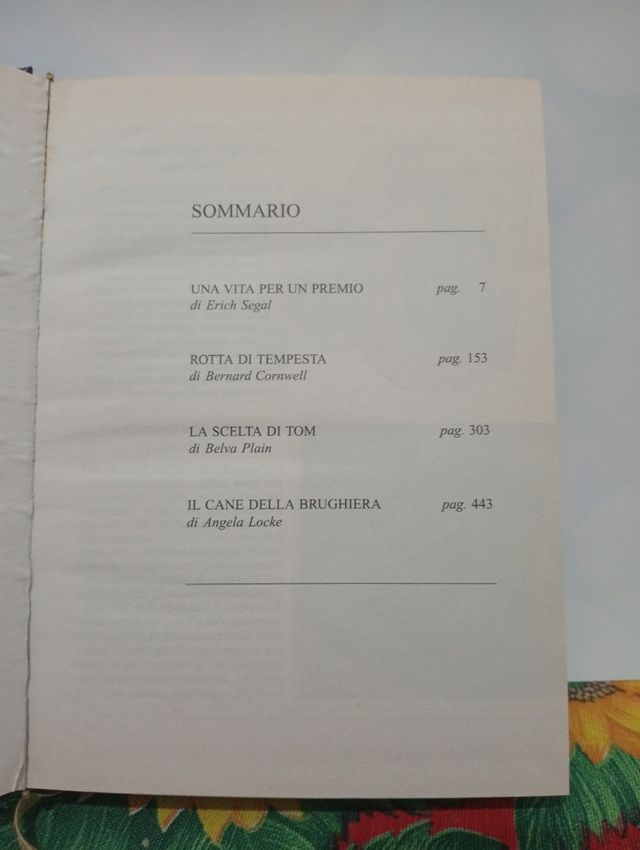 SOMMARIO
UNA VITA PER UN PREMIO pag. 7
di Erich Segal
ROTTA DI TEMPESTA pag. 153
di Bernard Cornwell
LA SCELTA DI TOM pag. 303
di Belva Plain
IL CANE DELLA BRUGHIERA pag. 443
di Angela Locke